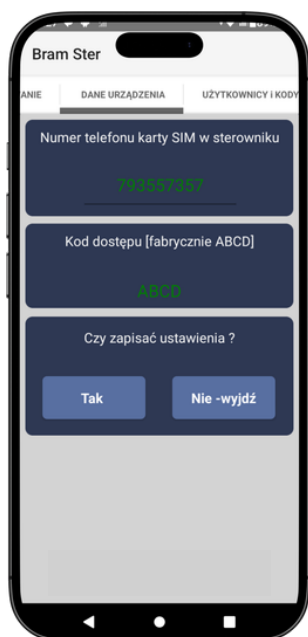 Bram Ster
ANIE DANE URZĄDZENIA UŻYTKOWNICY i KODY
Numer telefonu karty SIM w sterowniku
793557357
Kod dostępu [fabrycznie ABCD]
ABCD
Czy zapisać ustawienia ?
Tak Nie -wyjdź